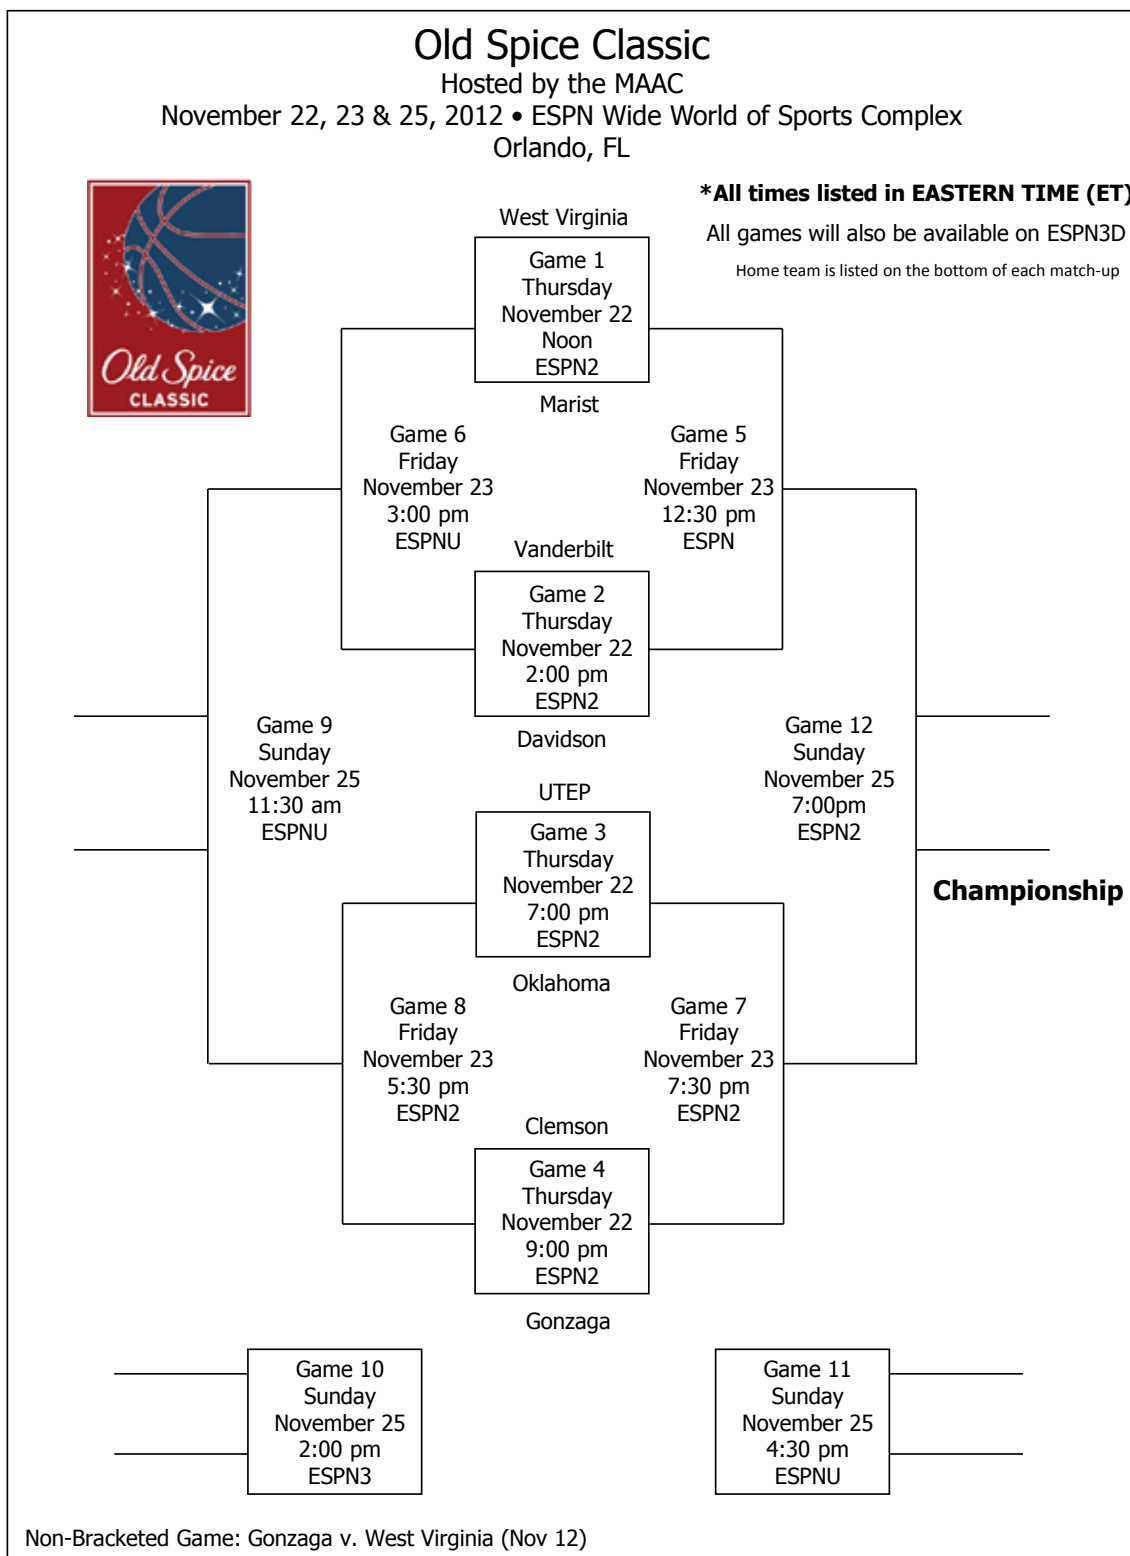 Old Spice Classic
Hosted by the MAAC
November 22, 23 & 25, 2012 • ESPN Wide World of Sports Complex
Orlando, FL
*All times listed in EASTERN TIME (ET)
All games will also be available on ESPN3D
Home team is listed on the bottom of each match-up
Old Spice
CLASSIC
West Virginia
Game 1
Thursday
November 22
Noon
ESPN2
Marist
Game 6
Friday
November 23
3:00 pm
ESPNU
Game 5
Friday
November 23
12:30 pm
ESPN
Vanderbilt
Game 2
Thursday
November 22
2:00 pm
ESPN2
Davidson
Game 9
Sunday
November 25
11:30 am
ESPNU
Game 12
Sunday
November 25
7:00pm
ESPN2
Championship
UTEP
Game 3
Thursday
November 22
7:00 pm
ESPN2
Oklahoma
Game 8
Friday
November 23
5:30 pm
ESPN2
Game 7
Friday
November 23
7:30 pm
ESPN2
Clemson
Game 4
Thursday
November 22
9:00 pm
ESPN2
Gonzaga
Game 10
Sunday
November 25
2:00 pm
ESPN3
Game 11
Sunday
November 25
4:30 pm
ESPNU
Non-Bracketed Game: Gonzaga v. West Virginia (Nov 12)